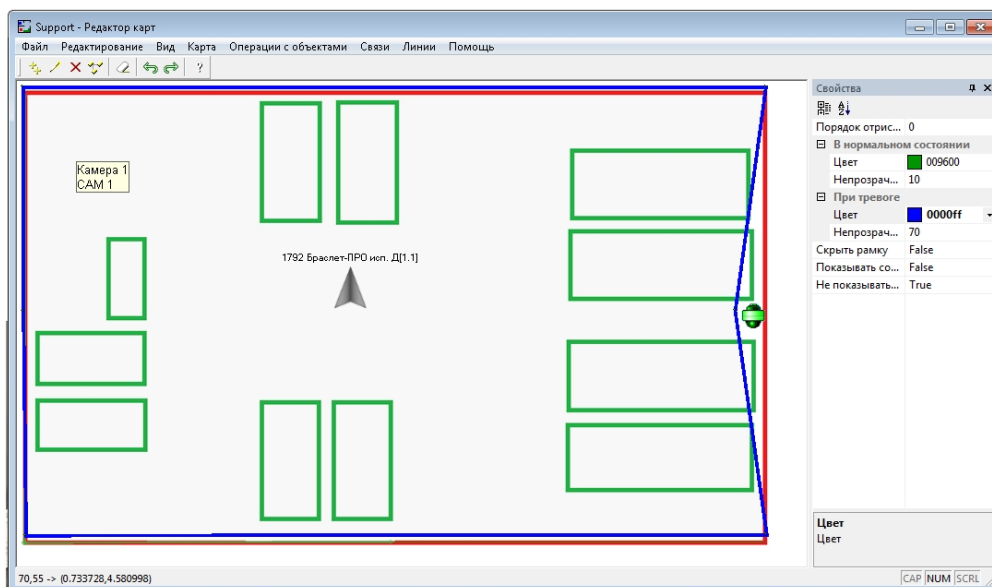 Support - Редактор карт
Файл Редактирование Вид Карта Операции с объектами Связи Линии Помощь
Камера 1
CAM 1
1792 Браслет-ПРО исп. Д[1.1]
Свойства
Порядок отрис... 0
В нормальном состоянии
Цвет 009600
Непрозрач... 10
При тревоге
Цвет 0000ff
Непрозрач... 70
Скрыть рамку False
Показывать со... False
Не показывать... True
Цвет
Цвет
70,55 -> (0.733728,4.580998)
CAP NUM SCRL